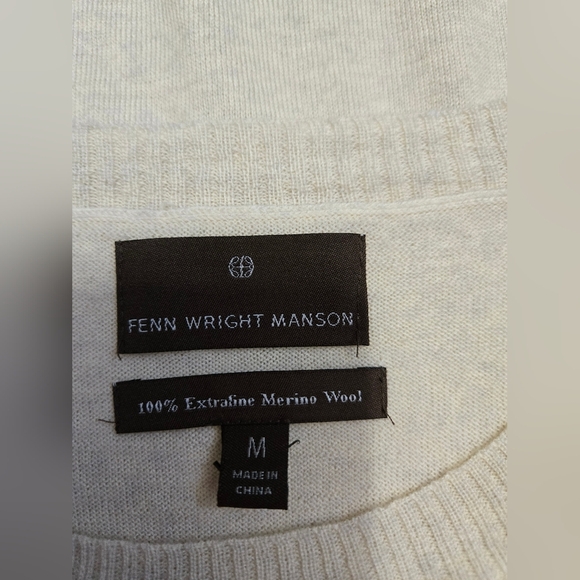 FENN WRIGHT MANSON
100% Extrafine Merino Wool
M
MADE IN
CHINA